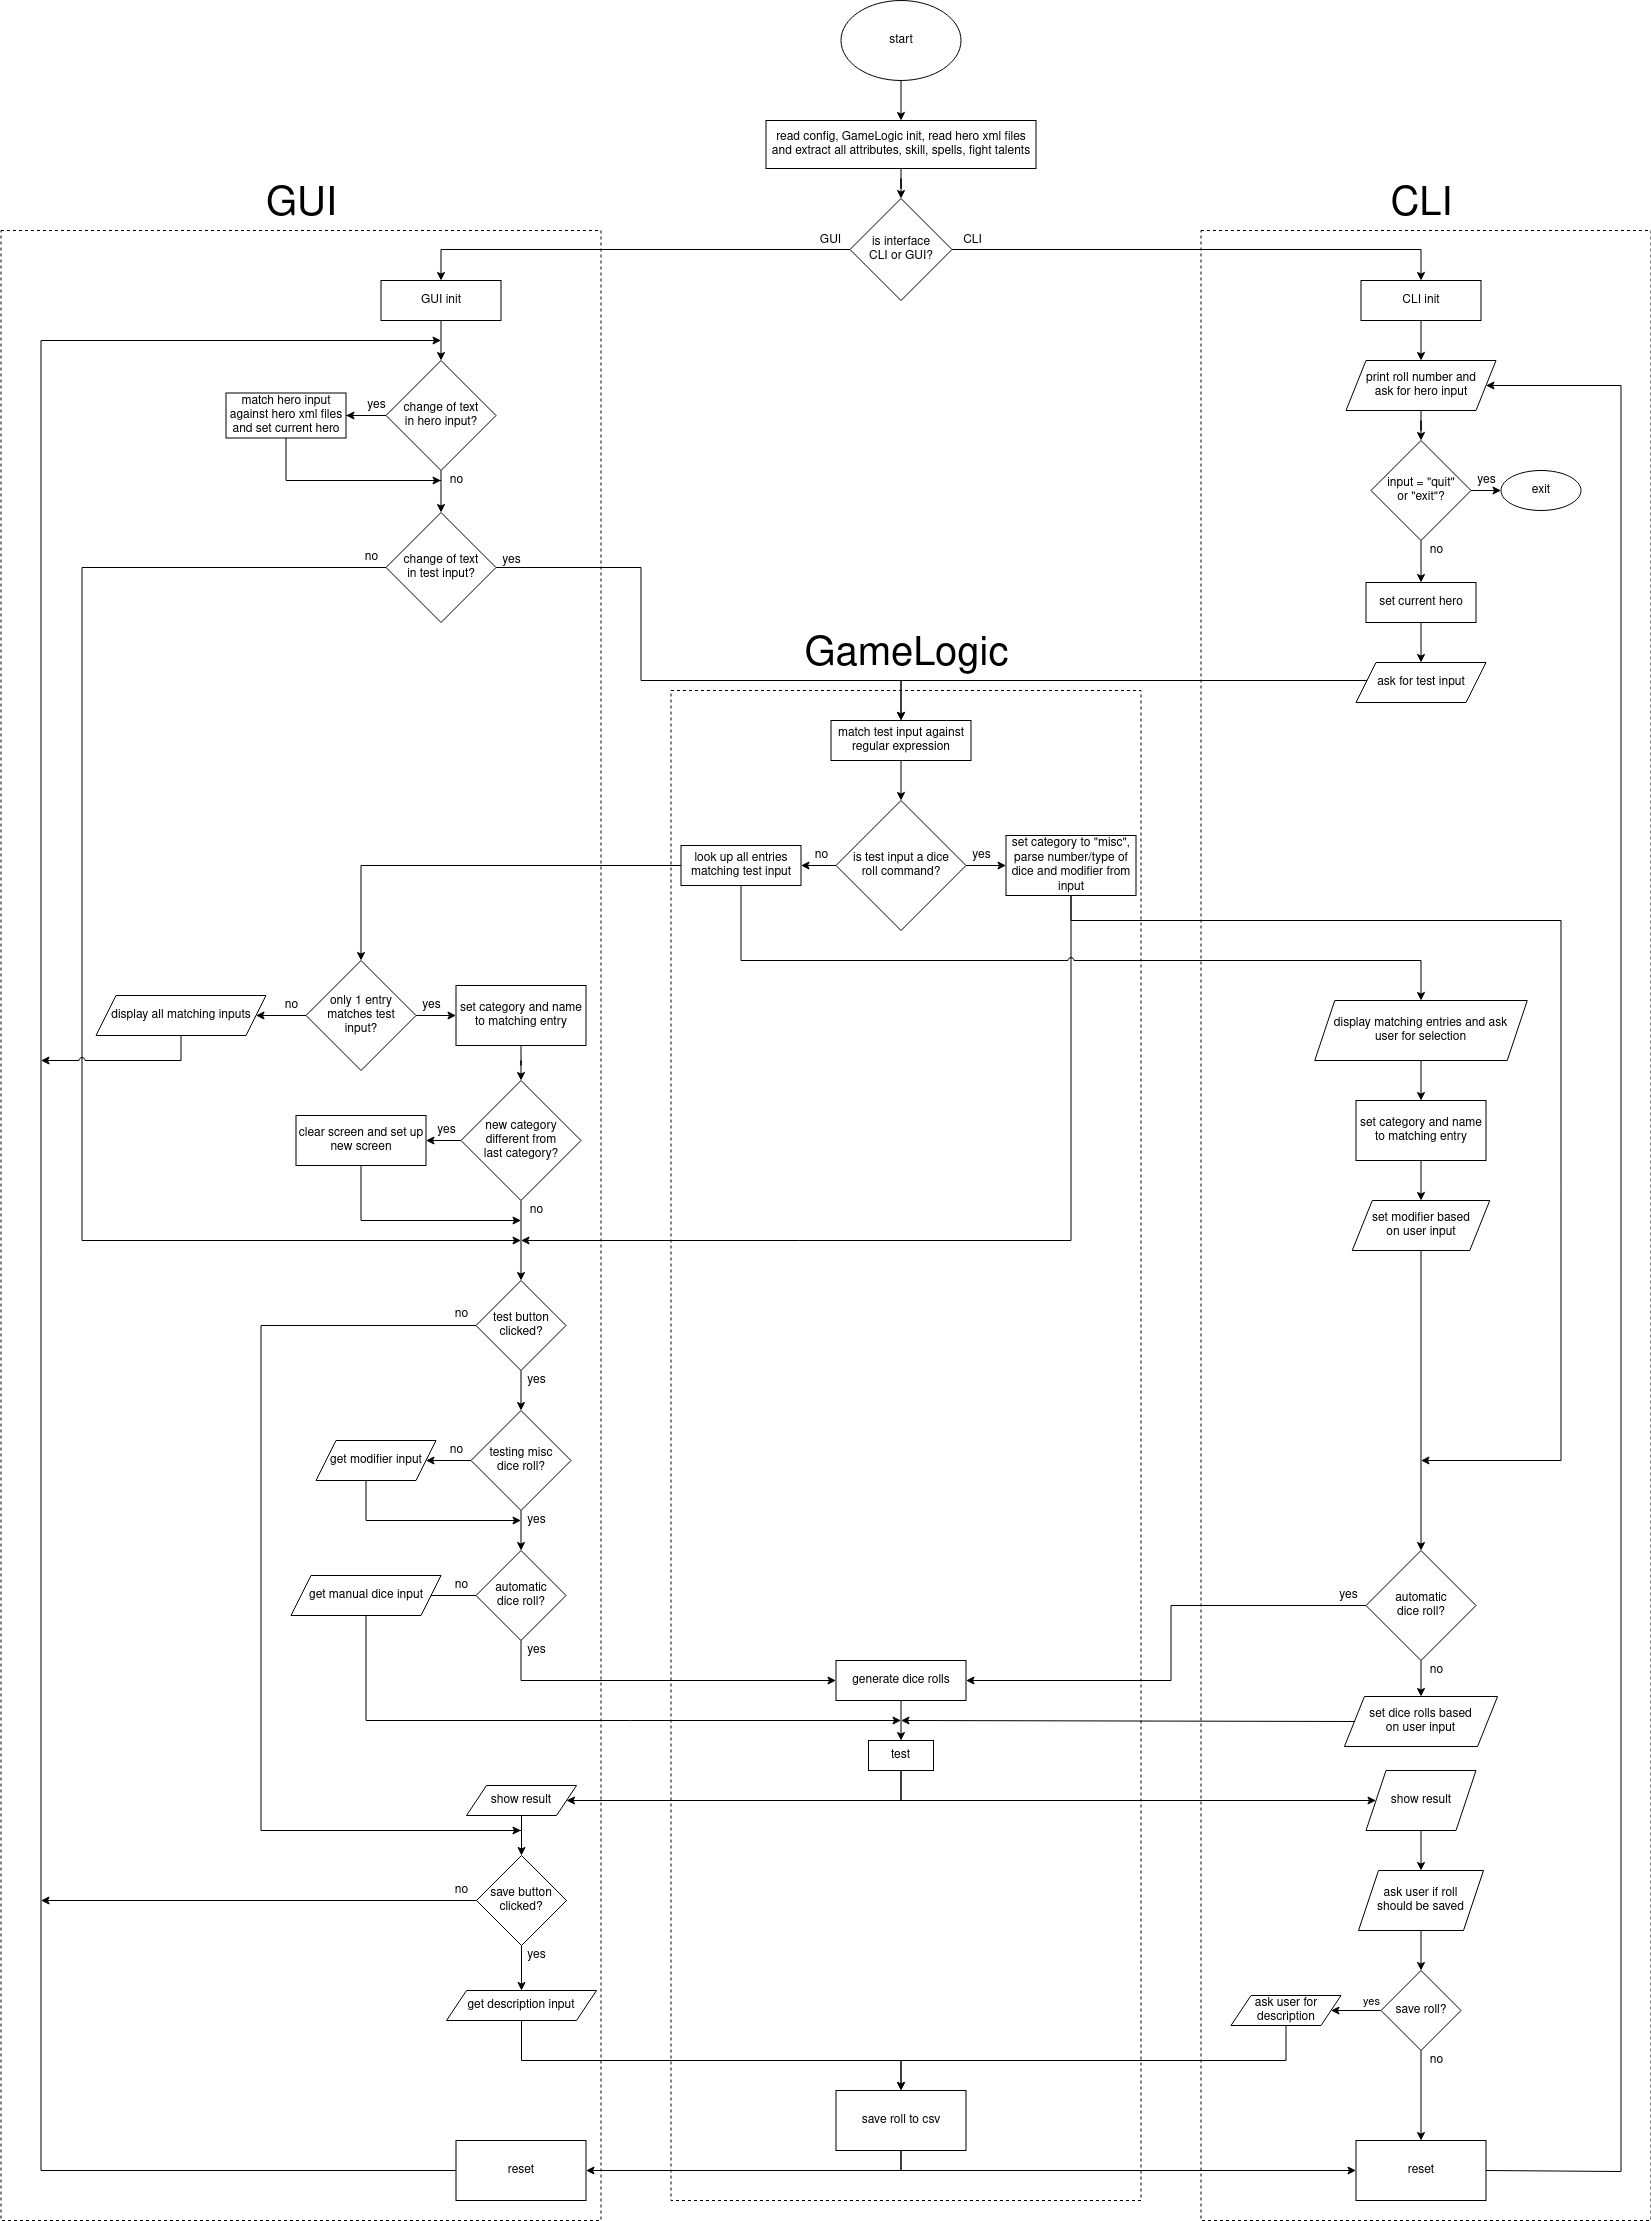 start
read config, GameLogic init, read hero xml files
and extract all attributes, skill, spells, fight talents
GUI
CLI
GUI
is interface
CLI or GUI?
CLI
GUI init
CLI init
match hero input
against hero xml files
and set current hero
yes
change of text
in hero input?
no
print roll number and
ask for hero input
input = "quit"
or "exit"?
yes
exit
no
no
change of text
in test input?
yes
set current hero
GameLogic
ask for test input
match test input against
regular expression
look up all entries
matching test input
no
is test input a dice
roll command?
yes
set category to "misc",
parse number/type of
dice and modifier from
input
display all matching inputs
no
only 1 entry
matches test
input?
yes
set category and name
to matching entry
display matching entries and ask
user for selection
clear screen and set up
new screen
yes
new category
different from
last category?
no
set category and name
to matching entry
set modifier based
on user input
no
test button
clicked?
yes
get modifier input
no
testing misc
dice roll?
yes
get manual dice input
no
automatic
dice roll?
yes
yes
automatic
dice roll?
no
generate dice rolls
set dice rolls based
on user input
test
show result
show result
no
save button
clicked?
yes
ask user if roll
should be saved
get description input
ask user for
description
yes
save roll?
no
save roll to csv
reset
reset